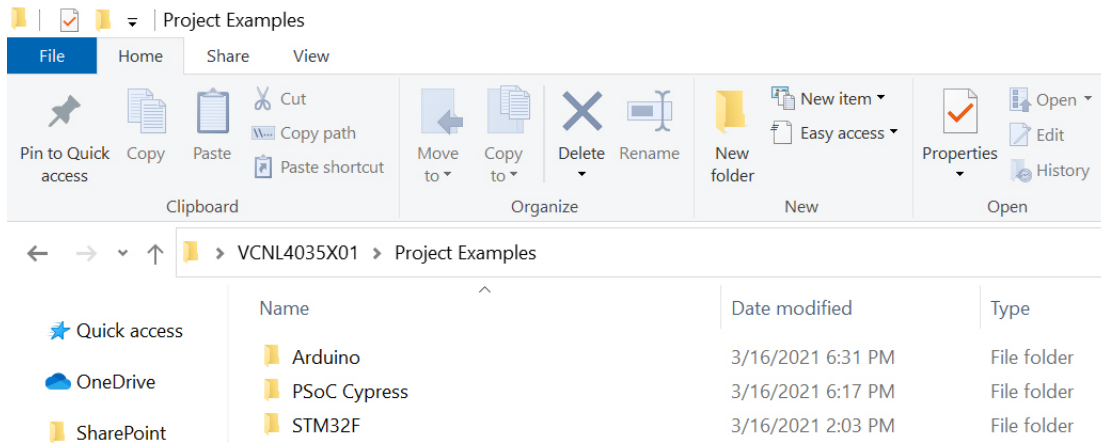 Project Examples
File Home Share View
Cut
Copy path
Paste shortcut
Pin to Quick access
Copy
Paste
Clipboard
Move to
Copy to
Delete
Rename
Organize
New folder
New item
Easy access
New
Properties
Open
Edit
History
Open
VCNL4035X01 > Project Examples
Name Date modified Type
Quick access
OneDrive
SharePoint
Arduino 3/16/2021 6:31 PM File folder
PSoC Cypress 3/16/2021 6:17 PM File folder
STM32F 3/16/2021 2:03 PM File folder